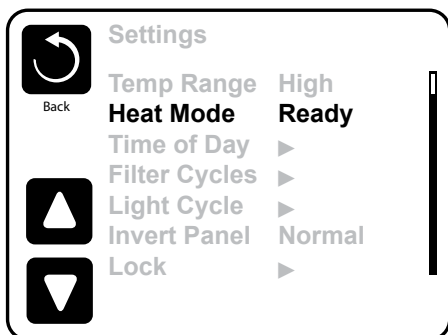 Settings
Back
Temp Range High
Heat Mode Ready
Time of Day ▶
Filter Cycles ▶
Light Cycle ▶
Invert Panel Normal
Lock ▶